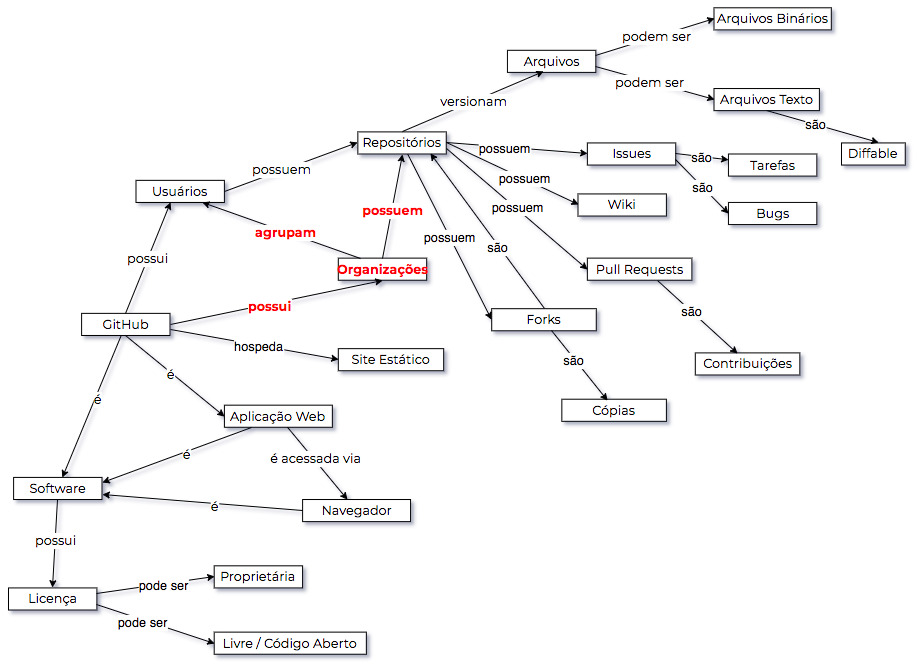 Arquivos Binários
podem ser
Arquivos
podem ser
Arquivos Texto
versionam
são
Repositórios
possuem
Issues
Diffable
são
Tarefas
possuem
possuem
Usuários
são
Wiki
possuem
Bugs
possuem
agrupam
possuem
são
possui
Organizações
Pull Requests
possui
são
GitHub
Forks
hospeda
Site Estático
são
Contribuições
é
é
Aplicação Web
Cópias
é
é acessada via
Software
é
Navegador
possui
Proprietária
pode ser
Licença
pode ser
Livre / Código Aberto